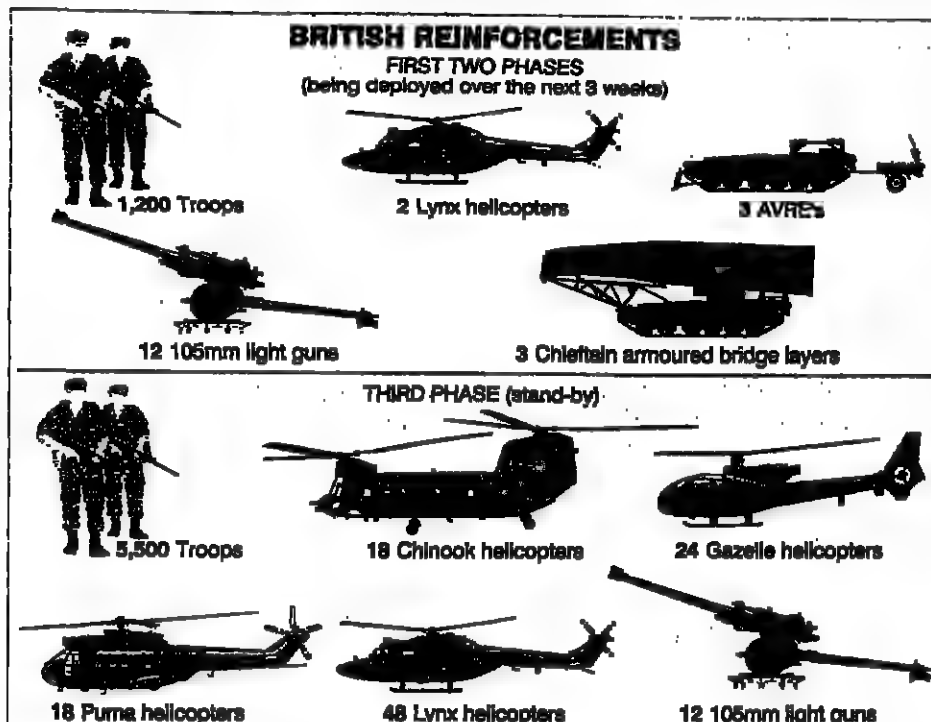 BRITISH REINFORCEMENTS
FIRST TWO PHASES
(being deployed over the next 3 weeks)
1,200 Troops
2 Lynx helicopters
3 AVRE's
12 105mm light guns
3 Chieftain armoured bridge layers
THIRD PHASE (stand-by)
5,500 Troops
18 Chinook helicopters
24 Gazelle helicopters
18 Puma helicopters
48 Lynx helicopters
12 105mm light guns